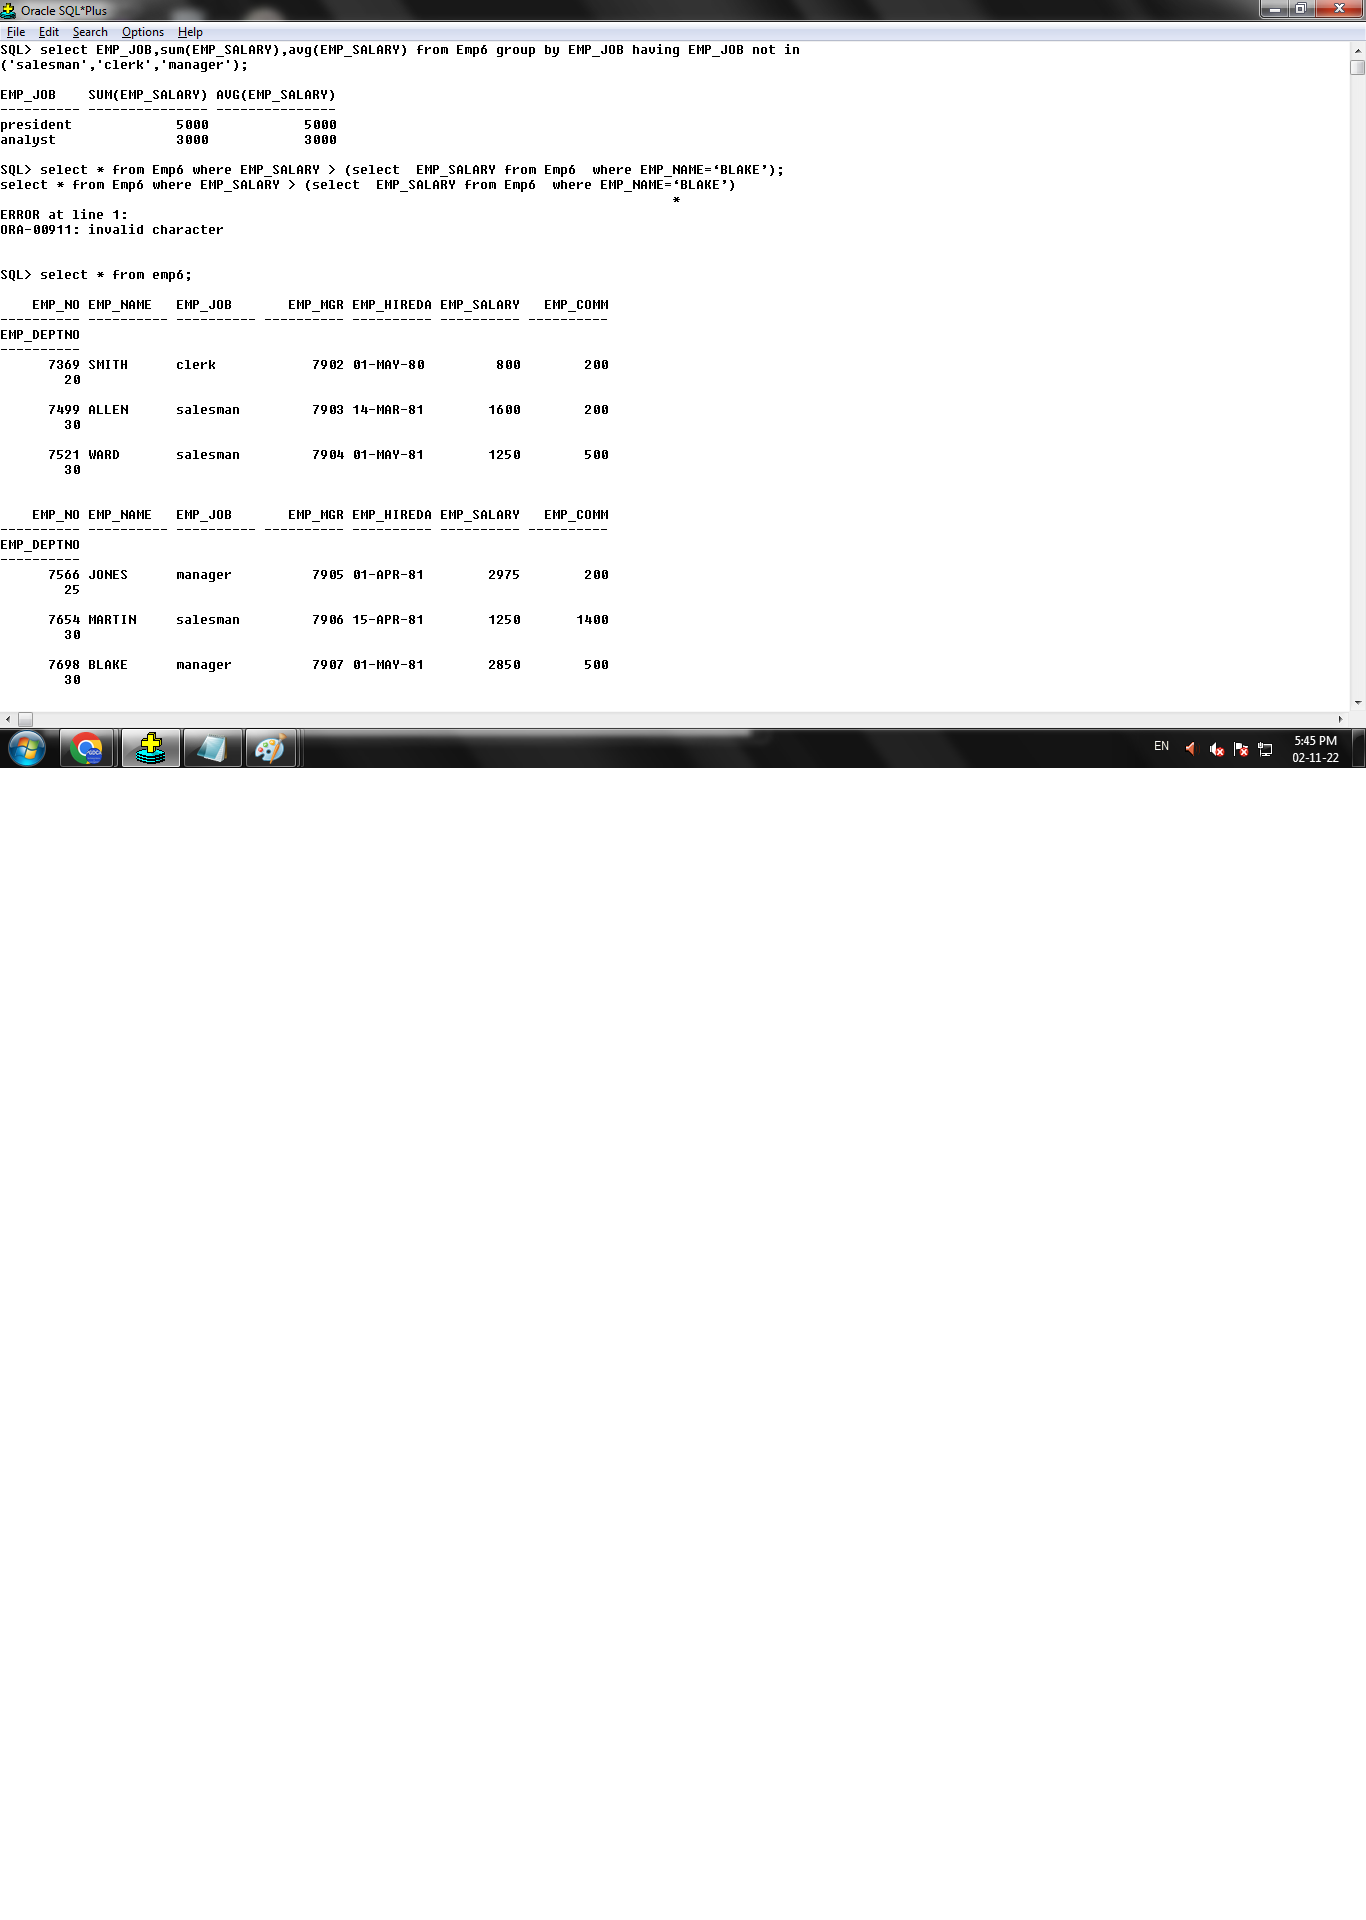 Oracle SQL*Plus
File Edit Search Options Help
SQL> select EMP_JOB,sum(EMP_SALARY),avg(EMP_SALARY) from Emp6 group by EMP_JOB having EMP_JOB not in
('salesman','clerk','manager');
EMP_JOB    SUM(EMP_SALARY) AVG(EMP_SALARY)
---------- --------------- ---------------
president             5000            5000
analyst               3000            3000
SQL> select * from Emp6 where EMP_SALARY > (select  EMP_SALARY from Emp6  where EMP_NAME=‘BLAKE’);
select * from Emp6 where EMP_SALARY > (select  EMP_SALARY from Emp6  where EMP_NAME=‘BLAKE’)
                                                                                    *
ERROR at line 1:
ORA-00911: invalid character
SQL> select * from emp6;
    EMP_NO EMP_NAME   EMP_JOB       EMP_MGR EMP_HIREDA EMP_SALARY   EMP_COMM
---------- ---------- ---------- ---------- ---------- ---------- ----------
EMP_DEPTNO
----------
      7369 SMITH      clerk            7902 01-MAY-80         800        200
        20
      7499 ALLEN      salesman         7903 14-MAR-81        1600        200
        30
      7521 WARD       salesman         7904 01-MAY-81        1250        500
        30
    EMP_NO EMP_NAME   EMP_JOB       EMP_MGR EMP_HIREDA EMP_SALARY   EMP_COMM
---------- ---------- ---------- ---------- ---------- ---------- ----------
EMP_DEPTNO
----------
      7566 JONES      manager          7905 01-APR-81        2975        200
        25
      7654 MARTIN     salesman         7906 15-APR-81        1250       1400
        30
      7698 BLAKE      manager          7907 01-MAY-81        2850        500
        30
EN
5:45 PM
02-11-22